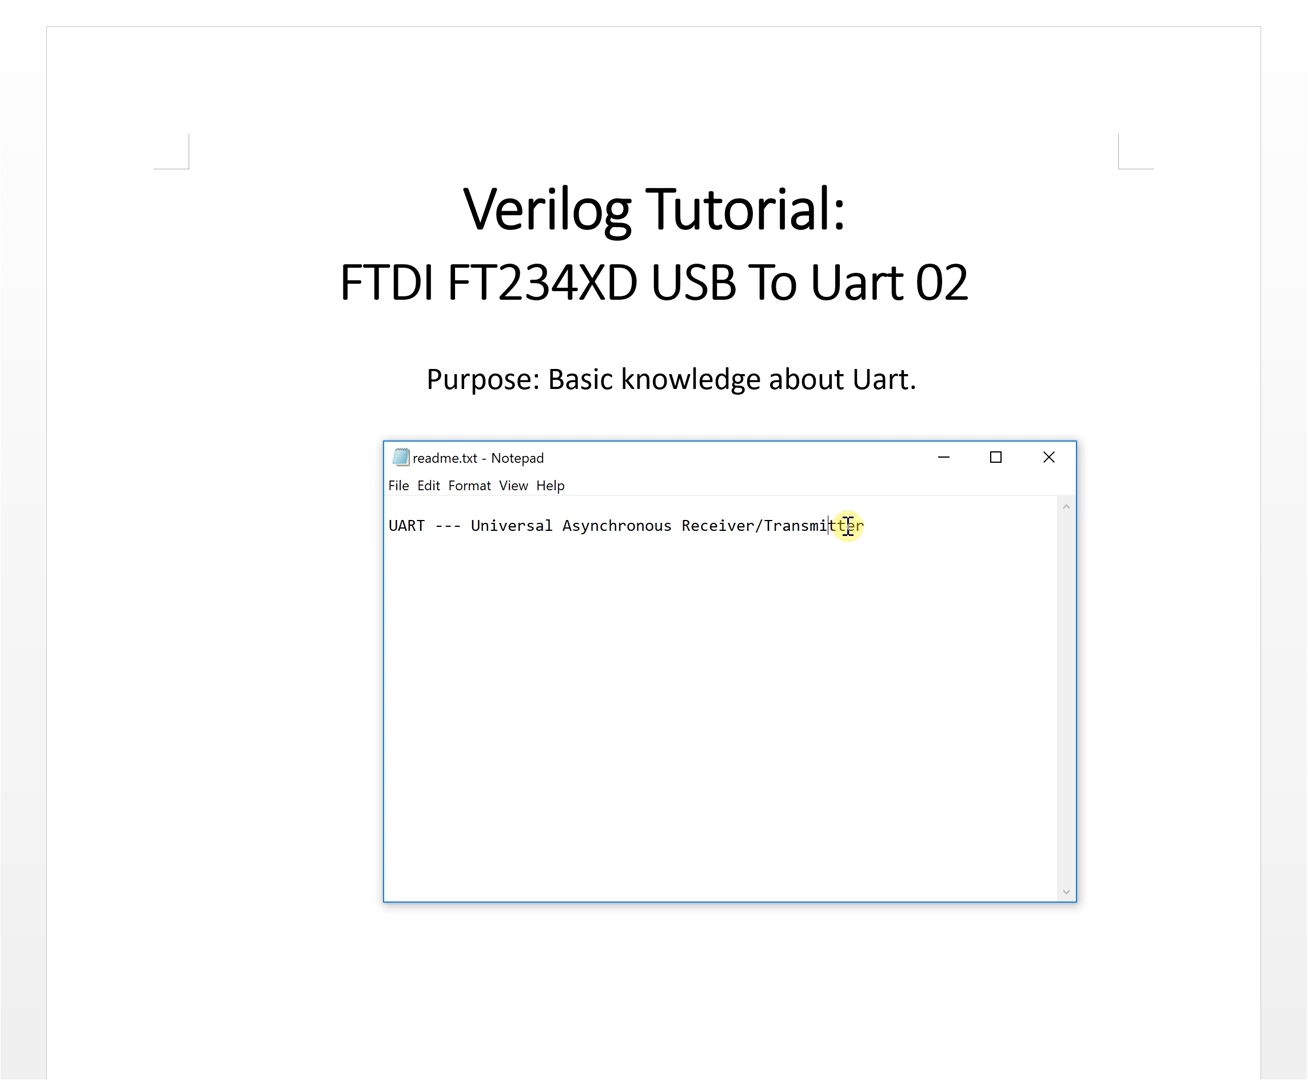 Verilog Tutorial:
FTDI FT234XD USB To Uart 02
Purpose: Basic knowledge about Uart.
readme.txt - Notepad
File Edit Format View Help
UART --- Universal Asynchronous Receiver/Transmitter